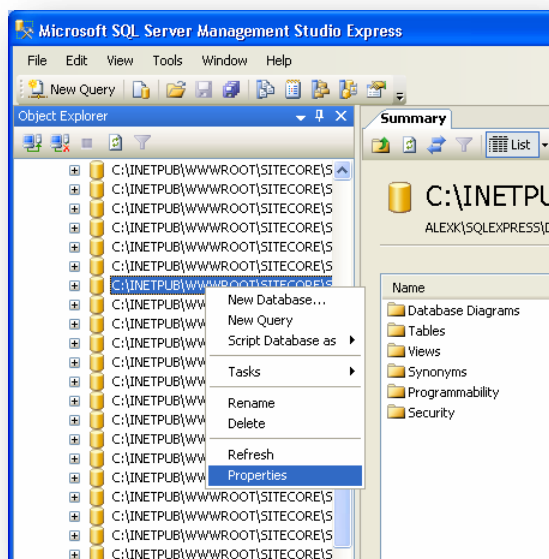 Microsoft SQL Server Management Studio Express
File Edit View Tools Window Help
New Query
Object Explorer
C:\INETPUB\WWWROOT\SITECORE\S
C:\INETPUB\WWWROOT\SITECORE\S
C:\INETPUB\WWWROOT\SITECORE\S
C:\INETPUB\WWWROOT\SITECORE\S
C:\INETPUB\WWWROOT\SITECORE\S
C:\INETPUB\WWWROOT\SITECORE\S
C:\INETPUB\WWWROOT\SITECORE\S
C:\INETPUB\WW
C:\INETPUB\WW
C:\INETPUB\WW
C:\INETPUB\WW
C:\INETPUB\WW
C:\INETPUB\WW
C:\INETPUB\WW
C:\INETPUB\WW
C:\INETPUB\WW
C:\INETPUB\WW
C:\INETPUB\WWWROOT\SITECORE\S
C:\INETPUB\WWWROOT\SITECORE\S
C:\INETPUB\WWWROOT\SITECORE\S
C:\INETPUB\WWWROOT\SITECORE\S
New Database...
New Query
Script Database as
Tasks
Rename
Delete
Refresh
Properties
Summary
List
C:\INETPU
ALEXK\SQLEXPRESS\D
Name
Database Diagrams
Tables
Views
Synonyms
Programmability
Security